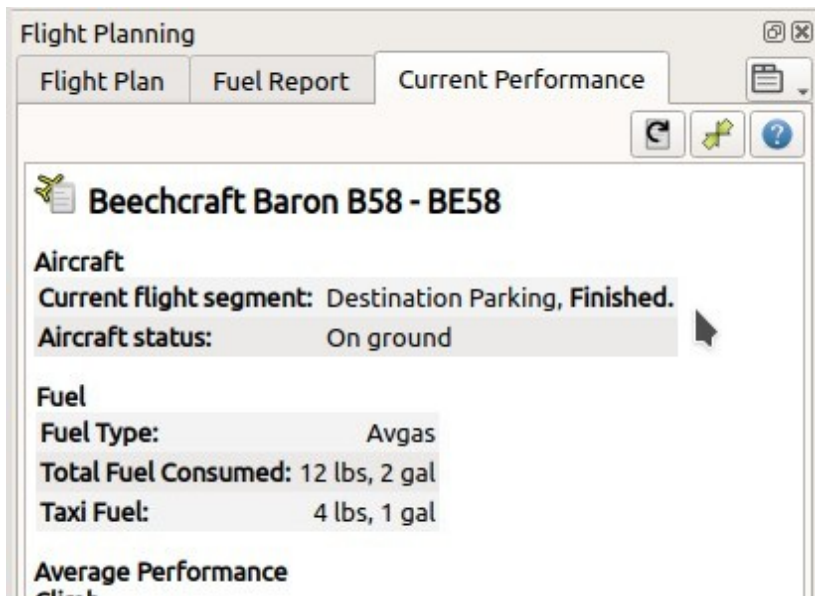 Flight Planning
Flight Plan Fuel Report Current Performance
Beechcraft Baron B58 - BE58
Aircraft
Current flight segment: Destination Parking, Finished.
Aircraft status: On ground
Fuel
Fuel Type: Avgas
Total Fuel Consumed: 12 lbs, 2 gal
Taxi Fuel: 4 lbs, 1 gal
Average Performance